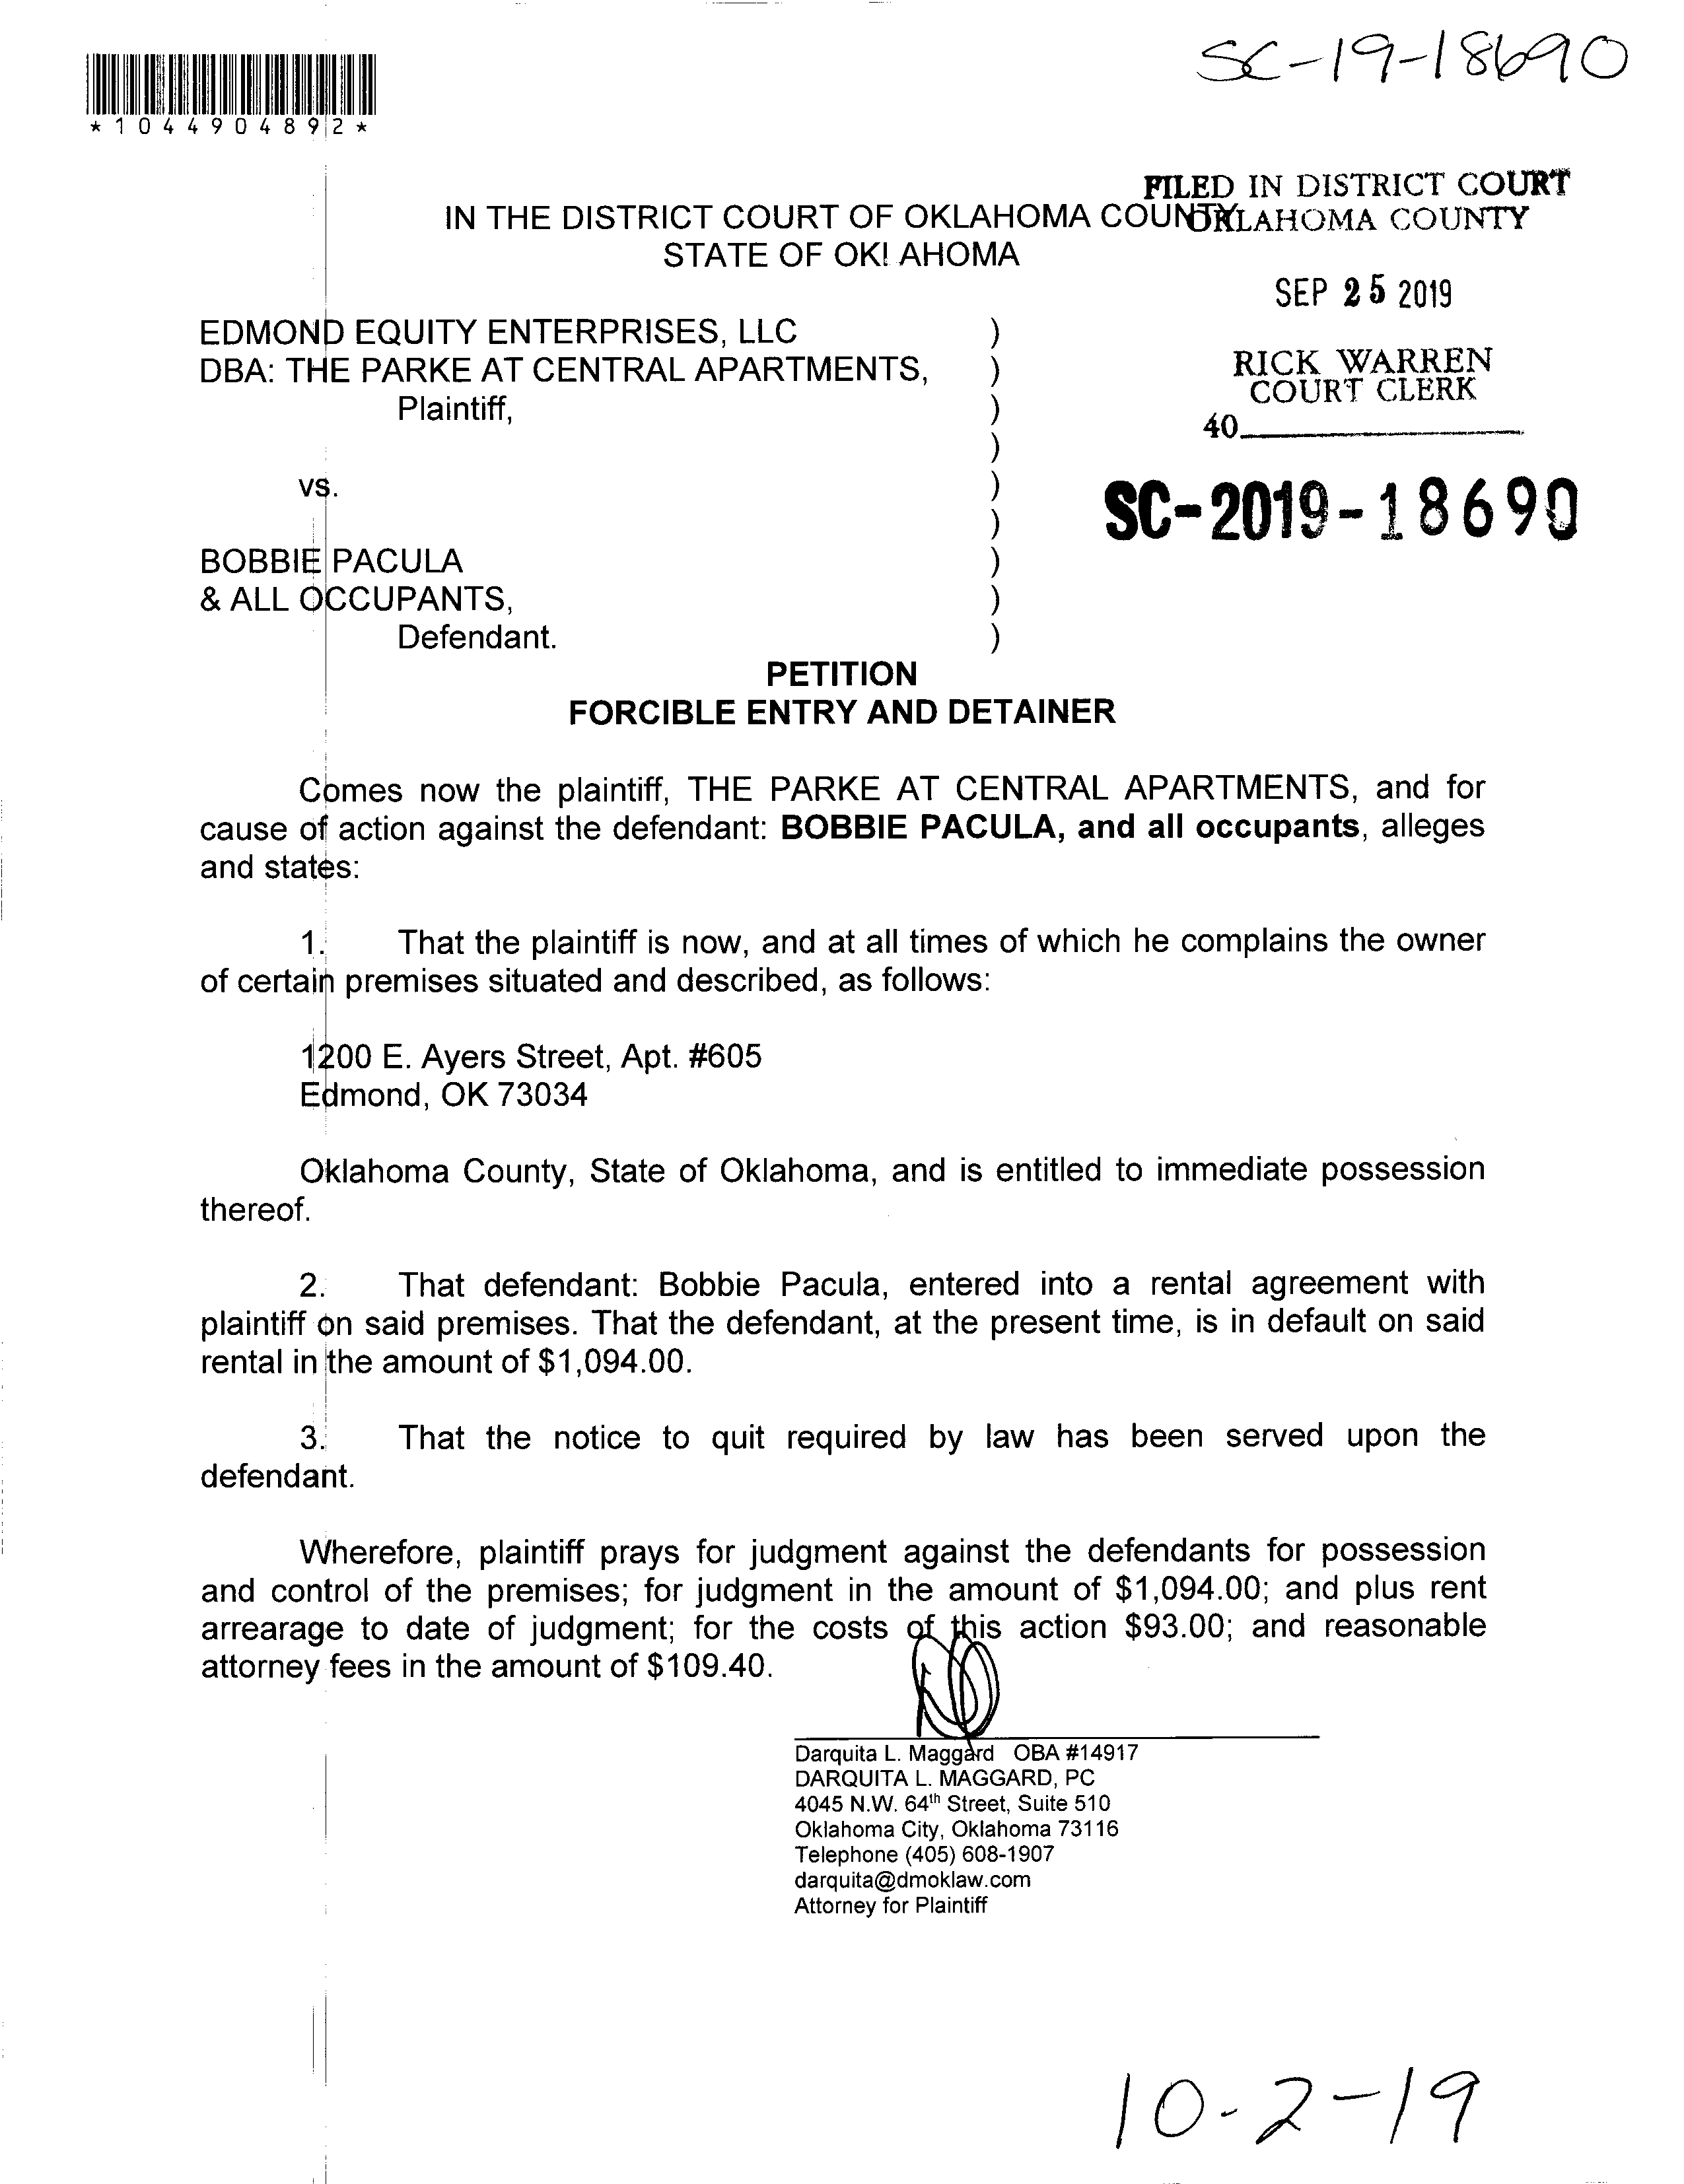 SC-19-18690
*1044904892*
FILED IN DISTRICT COURT
OKLAHOMA COUNTY
IN THE DISTRICT COURT OF OKLAHOMA COUNTY
STATE OF OKLAHOMA
SEP 25 2019
EDMOND EQUITY ENTERPRISES, LLC )
DBA: THE PARKE AT CENTRAL APARTMENTS, )
Plaintiff, )
)
RICK WARREN
COURT CLERK
40
vs. )
)
SC-2019-18690
BOBBIE PACULA )
& ALL OCCUPANTS, )
Defendant. )
PETITION
FORCIBLE ENTRY AND DETAINER
Comes now the plaintiff, THE PARKE AT CENTRAL APARTMENTS, and for
cause of action against the defendant: BOBBIE PACULA, and all occupants, alleges
and states:
1. That the plaintiff is now, and at all times of which he complains the owner
of certain premises situated and described, as follows:
1200 E. Ayers Street, Apt. #605
Edmond, OK 73034
Oklahoma County, State of Oklahoma, and is entitled to immediate possession
thereof.
2. That defendant: Bobbie Pacula, entered into a rental agreement with
plaintiff on said premises. That the defendant, at the present time, is in default on said
rental in the amount of $1,094.00.
3. That the notice to quit required by law has been served upon the
defendant.
Wherefore, plaintiff prays for judgment against the defendants for possession
and control of the premises; for judgment in the amount of $1,094.00; and plus rent
arrearage to date of judgment; for the costs of this action $93.00; and reasonable
attorney fees in the amount of $109.40.
Darquita L. Maggard OBA #14917
DARQUITA L. MAGGARD, PC
4045 N.W. 64th Street, Suite 510
Oklahoma City, Oklahoma 73116
Telephone (405) 608-1907
darquita@dmoklaw.com
Attorney for Plaintiff
10-2-19